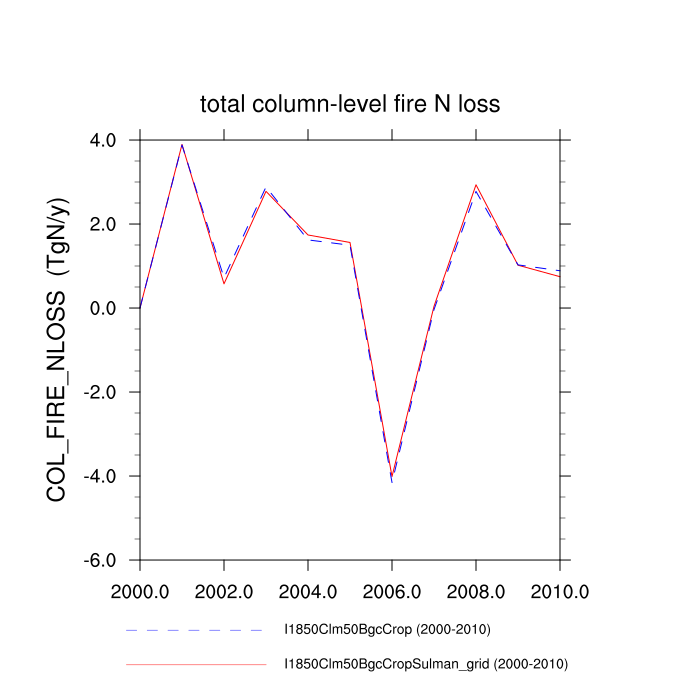 total column-level fire N loss
COL_FIRE_NLOSS (TgN/y)
4.0
2.0
0.0
-2.0
-4.0
-6.0
2000.0 2002.0 2004.0 2006.0 2008.0 2010.0
I1850Clm50BgcCrop (2000-2010)
I1850Clm50BgcCropSulman_grid (2000-2010)